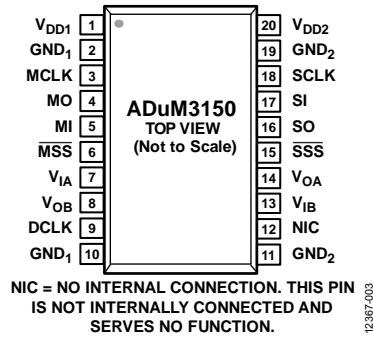 VDD1 1 20 VDD2
GND1 2 19 GND2
MCLK 3 18 SCLK
MO 4 ADuM3150 17 SI
MI 5 TOP VIEW 16 SO
MSS 6 (Not to Scale) 15 SSS
VIA 7 14 VOA
VOB 8 13 VIB
DCLK 9 12 NIC
GND1 10 11 GND2
NIC = NO INTERNAL CONNECTION. THIS PIN
IS NOT INTERNALLY CONNECTED AND
SERVES NO FUNCTION.
12367-003